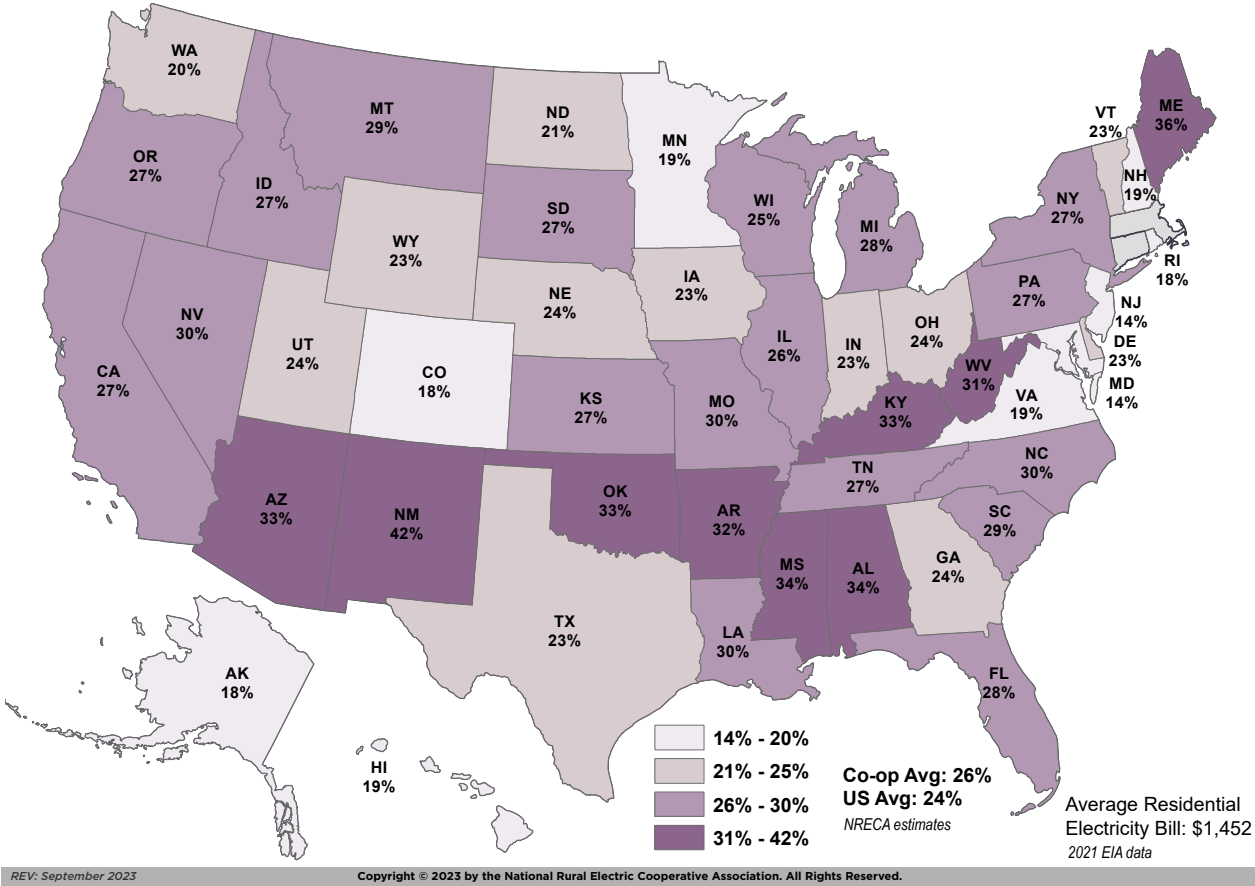 WA
20%
MT
29%
ND
21%
MN
19%
VT
23%
ME
36%
OR
27%
ID
27%
SD
27%
WI
25%
MI
28%
NY
27%
NH
19%
WY
23%
RI
18%
IA
23%
PA
27%
NE
24%
NV
30%
NJ
14%
UT
24%
IL
26%
IN
23%
OH
24%
DE
23%
CA
27%
CO
18%
WV
31%
MD
14%
KS
27%
MO
30%
KY
33%
VA
19%
TN
27%
NC
30%
AZ
33%
NM
42%
OK
33%
AR
32%
SC
29%
MS
34%
AL
34%
GA
24%
TX
23%
LA
30%
AK
18%
FL
28%
HI
19%
14% - 20%
21% - 25%
26% - 30%
31% - 42%
Co-op Avg: 26%
US Avg: 24%
NRECA estimates
Average Residential
Electricity Bill: $1,452
2021 EIA data
REV: September 2023
Copyright © 2023 by the National Rural Electric Cooperative Association. All Rights Reserved.